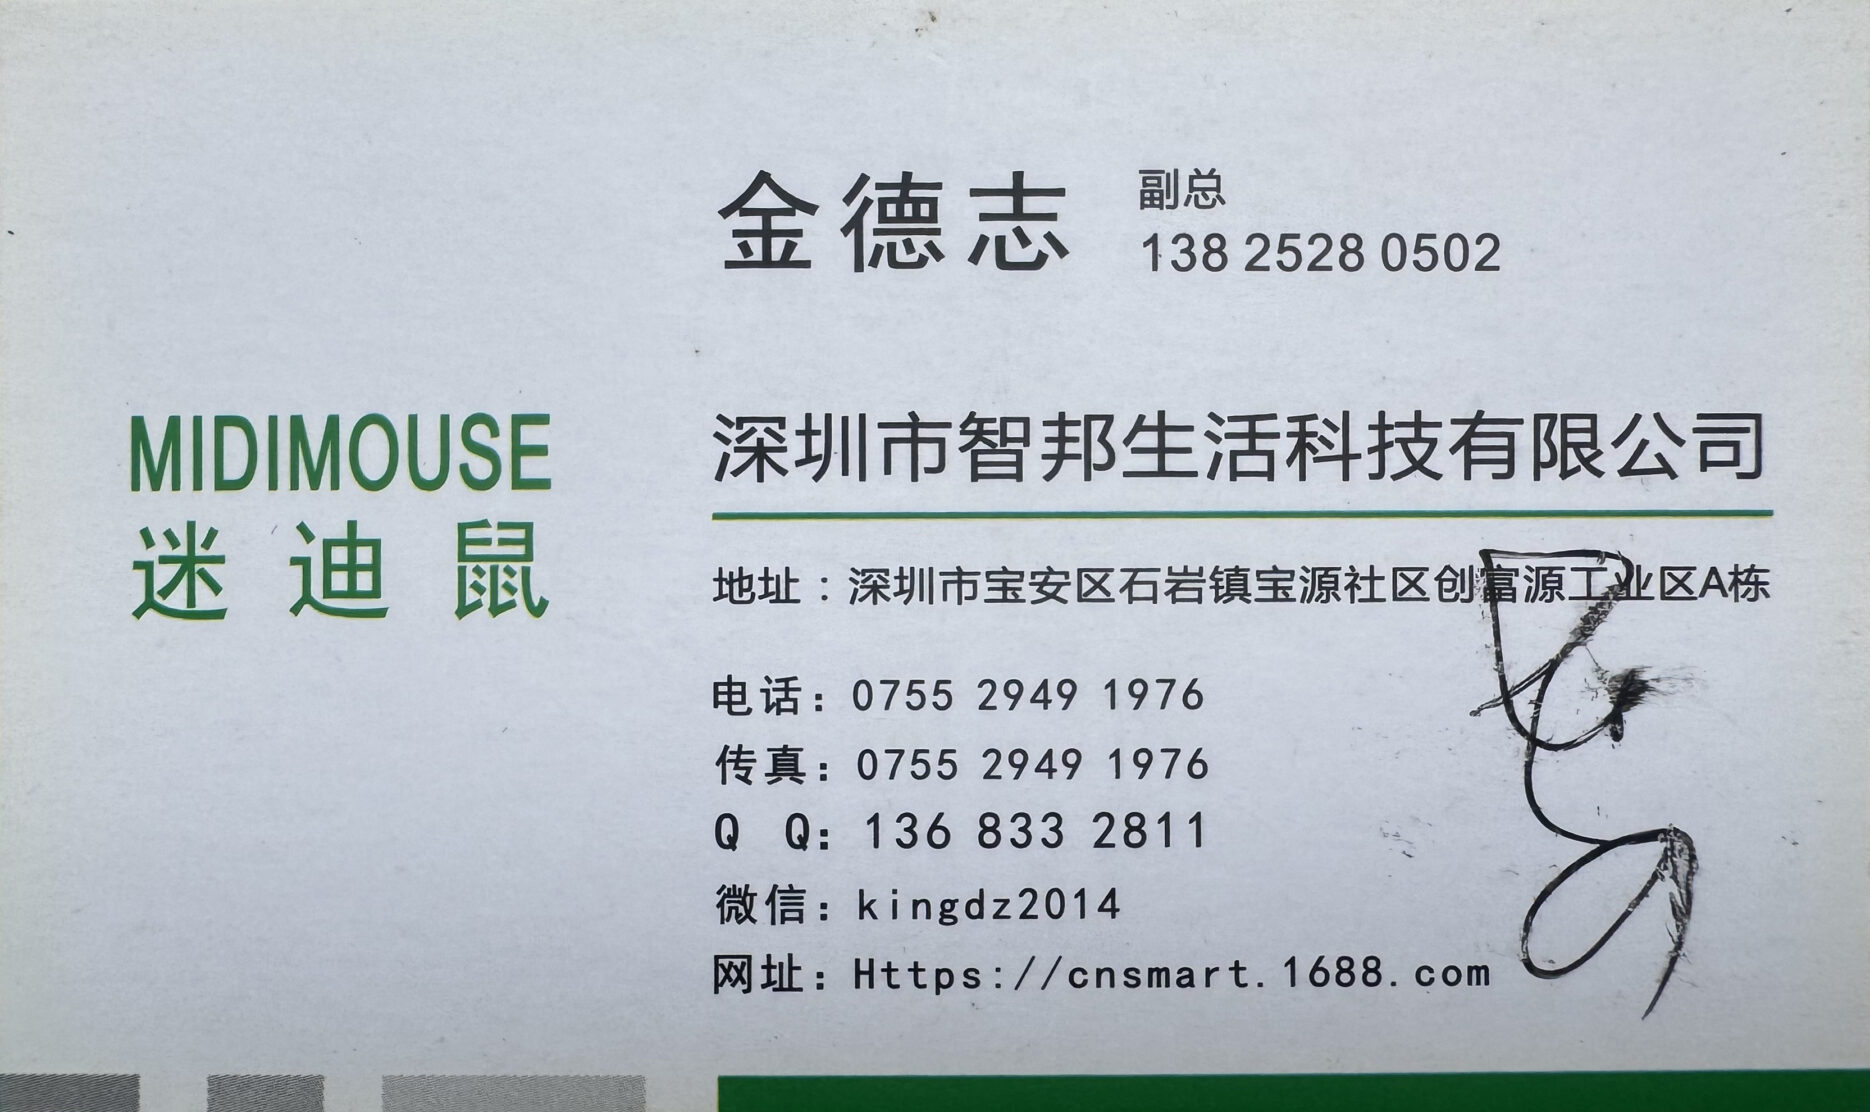 金德志 副总
138 2528 0502
MIDIMOUSE
迷迪鼠
深圳市智邦生活科技有限公司
地址：深圳市宝安区石岩镇宝源社区创富源工业区A栋
电话：0755 2949 1976
传真：0755 2949 1976
Q Q：136 833 2811
微信：kingdz2014
网址：Https://cnsmart.1688.com